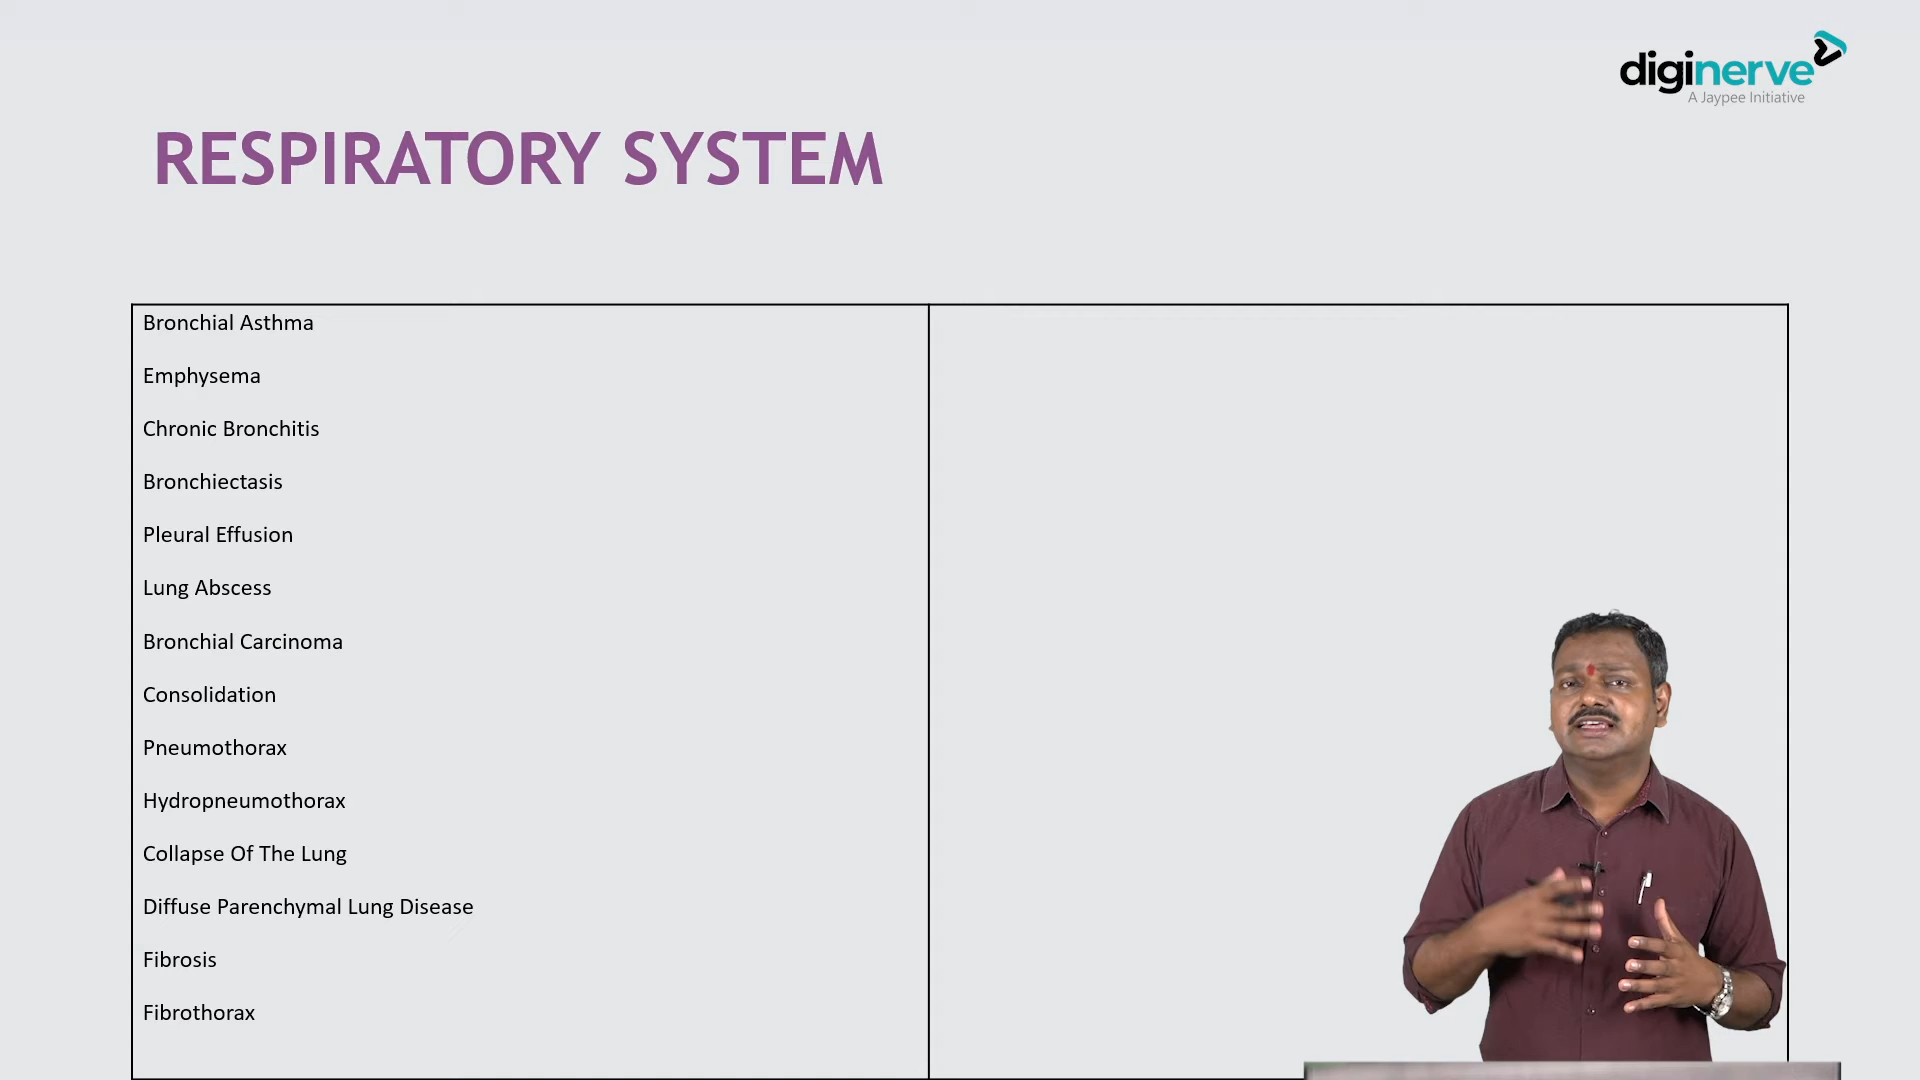 diginerve
A Jaypee Initiative
RESPIRATORY SYSTEM
Bronchial Asthma
Emphysema
Chronic Bronchitis
Bronchiectasis
Pleural Effusion
Lung Abscess
Bronchial Carcinoma
Consolidation
Pneumothorax
Hydropneumothorax
Collapse Of The Lung
Diffuse Parenchymal Lung Disease
Fibrosis
Fibrothorax